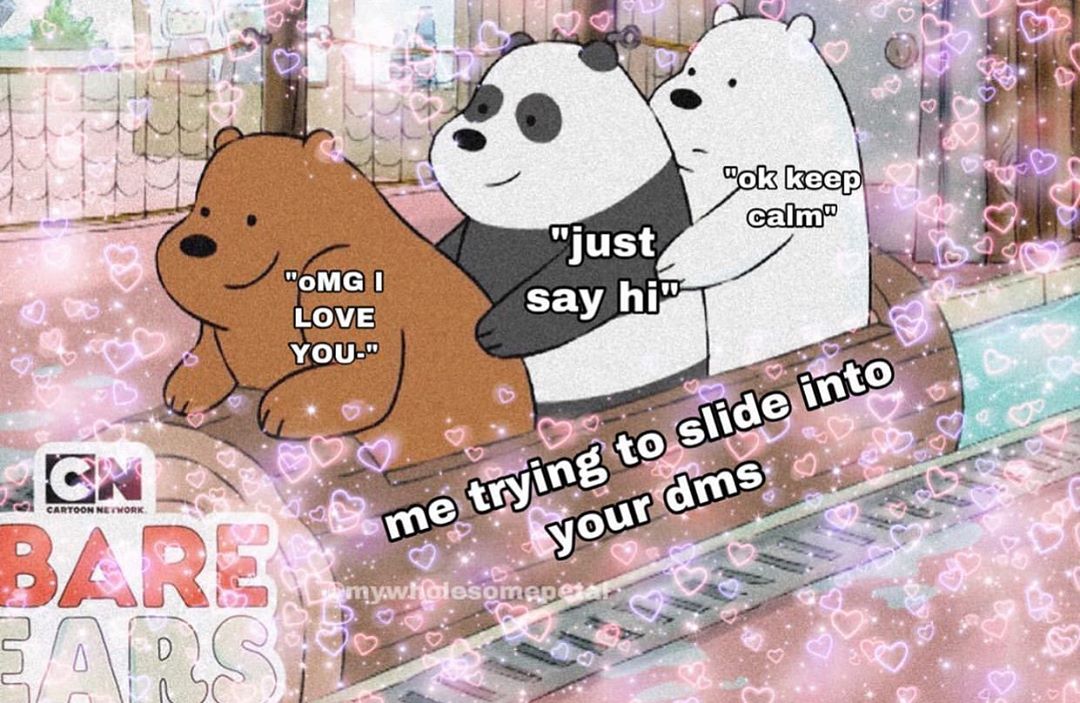 "ok keep
calm"
"just
say hi"
"oMG I
LOVE
YOU-"
me trying to slide into
your dms
CN
CARTOON NETWORK
BARE
EARS
mywholesomepetal